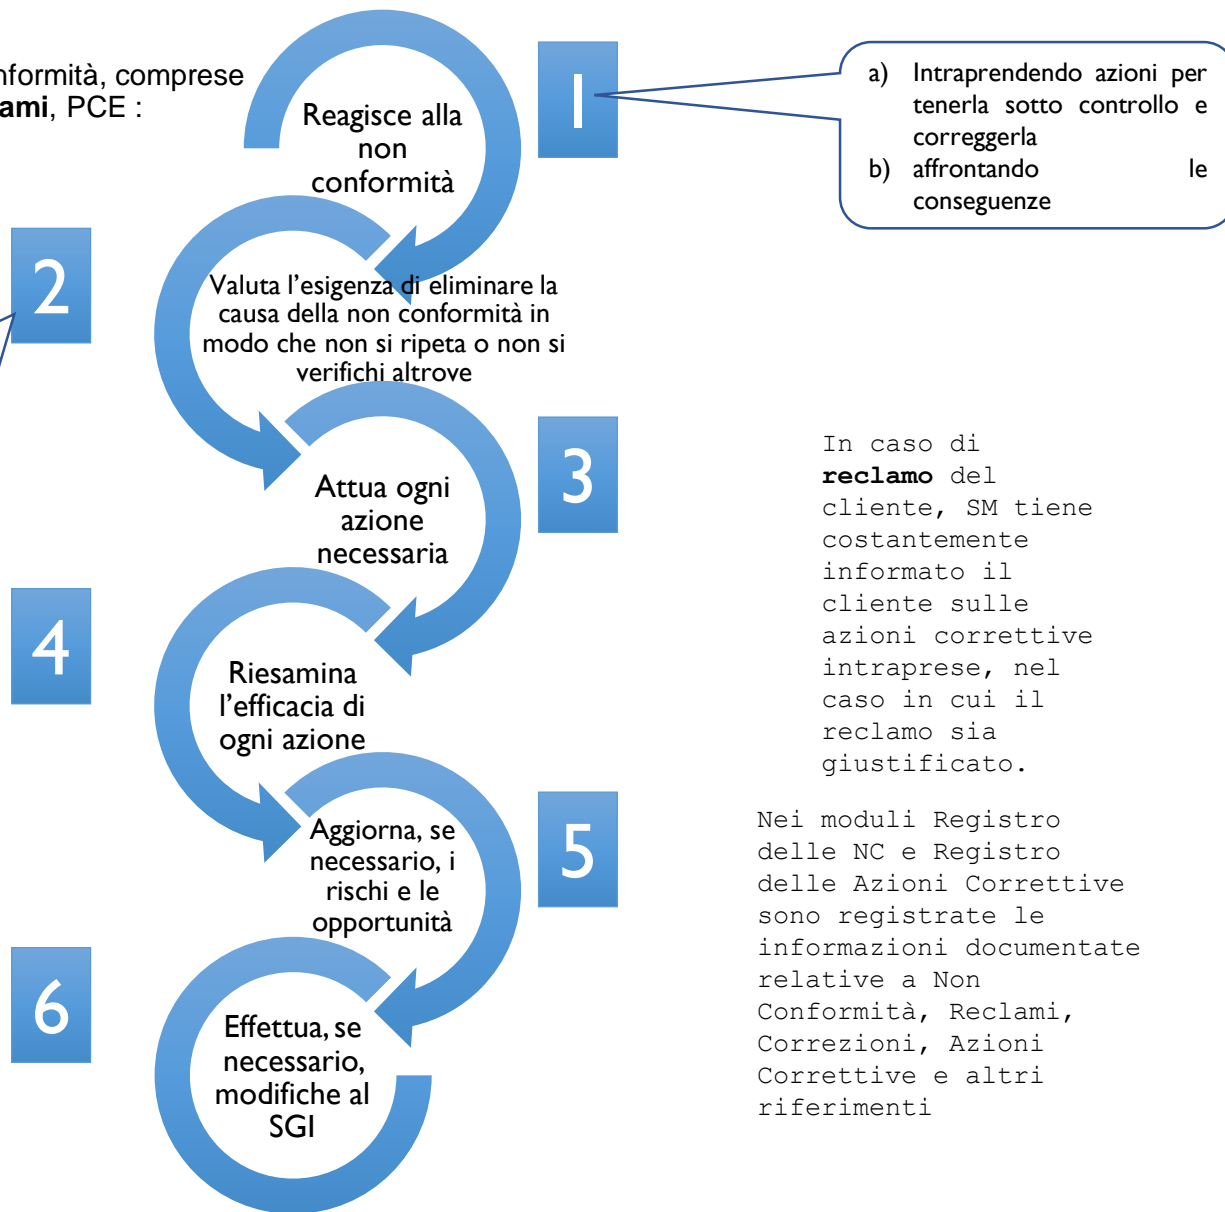 nformità, comprese
ami, PCE :
1
a) Intraprendendo azioni per
tenerla sotto controllo e
correggerla
b) affrontando le
conseguenze
Reagisce alla
non
conformità
2
Valuta l'esigenza di eliminare la
causa della non conformità in
modo che non si ripeta o non si
verifichi altrove
3
Attua ogni
azione
necessaria
4
Riesamina
l'efficacia di
ogni azione
5
Aggiorna, se
necessario, i
rischi e le
opportunità
6
Effettua, se
necessario,
modifiche al
SGI
In caso di
reclamo del
cliente, SM tiene
costantemente
informato il
cliente sulle
azioni correttive
intraprese, nel
caso in cui il
reclamo sia
giustificato.
Nei moduli Registro
delle NC e Registro
delle Azioni Correttive
sono registrate le
informazioni documentate
relative a Non
Conformità, Reclami,
Correzioni, Azioni
Correttive e altri
riferimenti